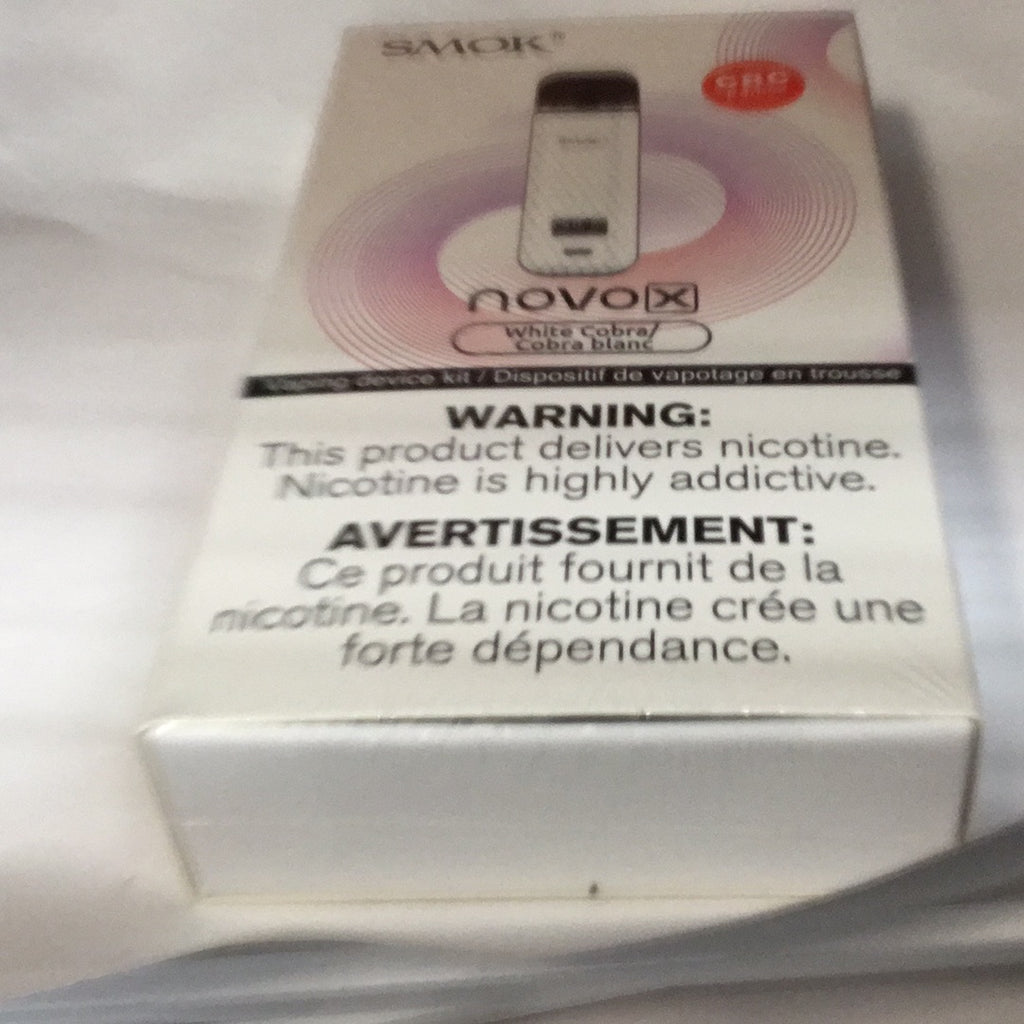 SMOK®
CRC
novo X
White Cobra/
Cobra blanc
Vaping device kit / Dispositif de vapotage en trousse
WARNING:
This product delivers nicotine.
Nicotine is highly addictive.
AVERTISSEMENT:
Ce produit fournit de la
nicotine. La nicotine crée une
forte dépendance.